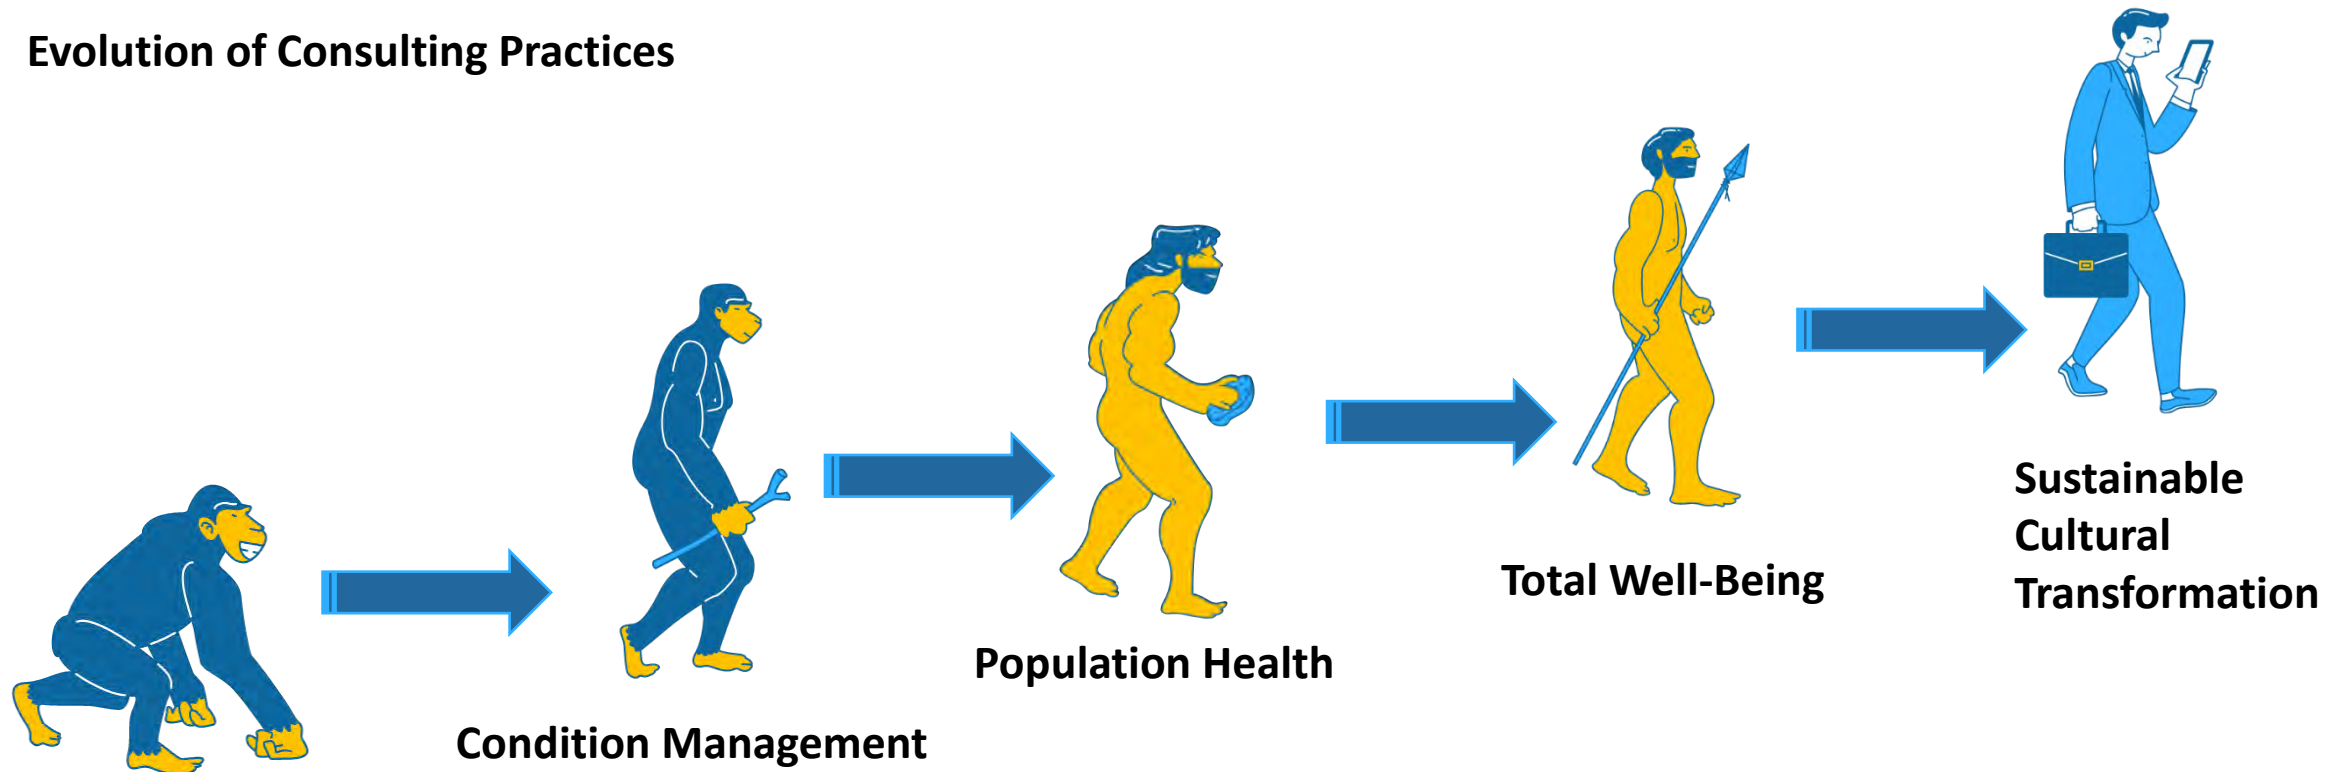 Evolution of Consulting Practices
Condition Management
Population Health
Total Well-Being
Sustainable
Cultural
Transformation